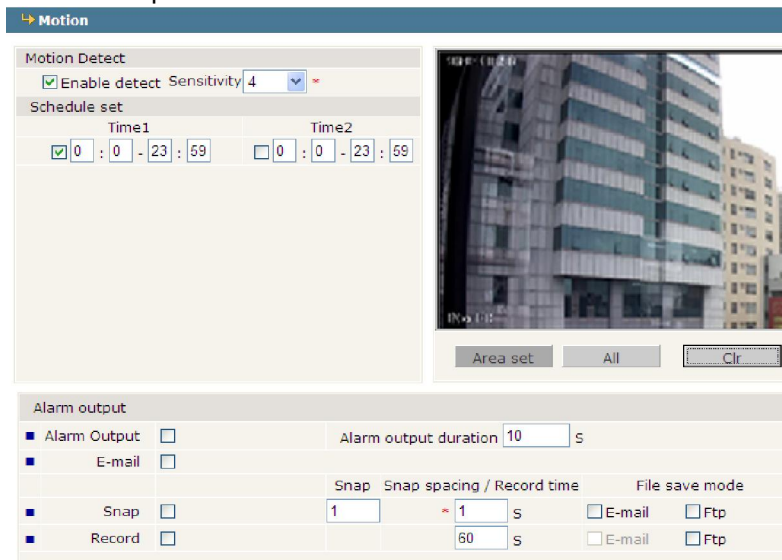 Motion
Motion Detect
Enable detect Sensitivity 4 *
Schedule set
Time1 Time2
0 : 0 - 23 : 59 0 : 0 - 23 : 59
Area set All Clr
Alarm output
Alarm Output Alarm output duration 10 S
E-mail
Snap Snap spacing / Record time File save mode
Snap 1 * 1 S E-mail Ftp
Record 60 S E-mail Ftp